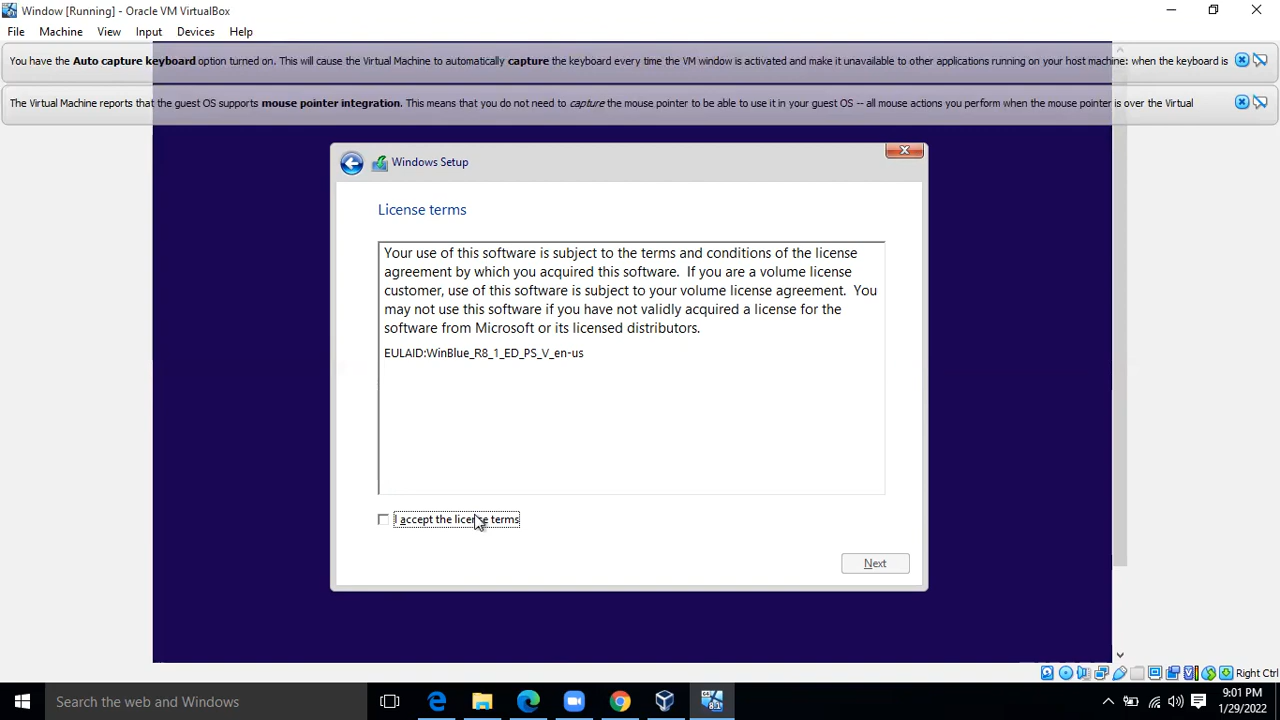 Window [Running] - Oracle VM VirtualBox
File Machine View Input Devices Help
You have the Auto capture keyboard option turned on. This will cause the Virtual Machine to automatically capture the keyboard every time the VM window is activated and make it unavailable to other applications running on your host machine: when the keyboard is
The Virtual Machine reports that the guest OS supports mouse pointer integration. This means that you do not need to capture the mouse pointer to be able to use it in your guest OS -- all mouse actions you perform when the mouse pointer is over the Virtual
Windows Setup
License terms
Your use of this software is subject to the terms and conditions of the license
agreement by which you acquired this software. If you are a volume license
customer, use of this software is subject to your volume license agreement. You
may not use this software if you have not validly acquired a license for the
software from Microsoft or its licensed distributors.
EULAID:WinBlue_R8_1_ED_PS_V_en-us
I accept the license terms
Next
Right Ctrl
Search the web and Windows
9:01 PM
1/29/2022